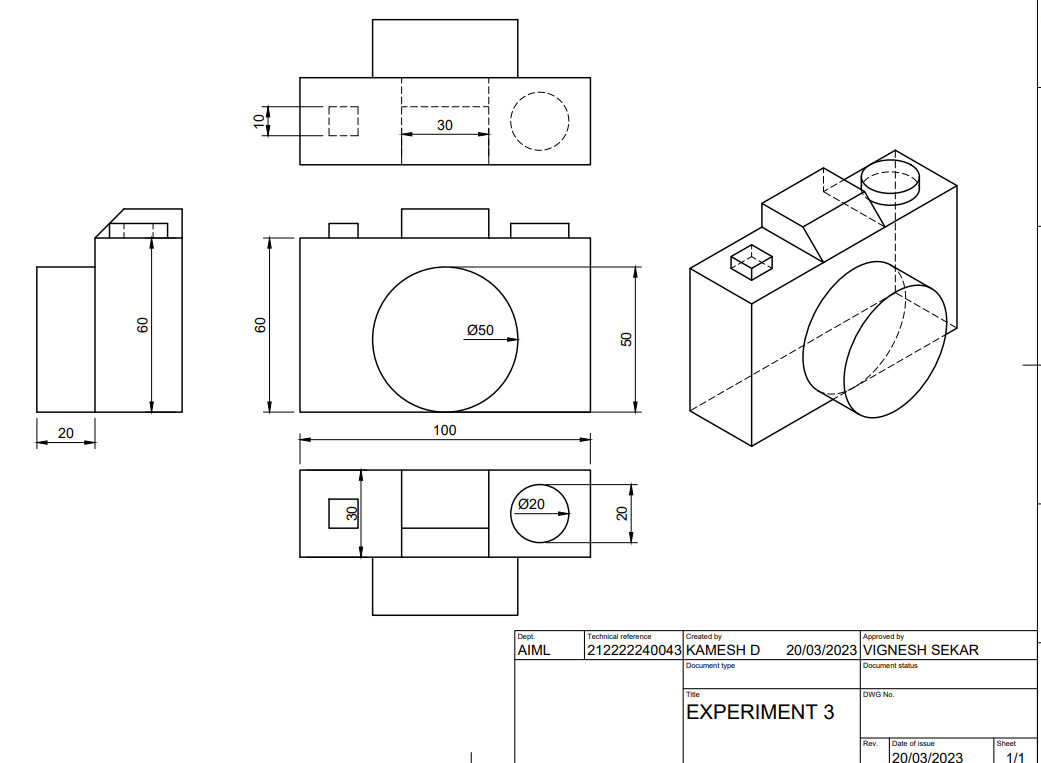 10
30
60
60
Ø50
50
20
100
30
Ø20
20
Dept.
AIML
Technical reference
212222240043
Created by
KAMESH D 20/03/2023
Approved by
VIGNESH SEKAR
Document type
Document status
Title
EXPERIMENT 3
DWG No.
Rev.
Date of issue
20/03/2023
Sheet
1/1